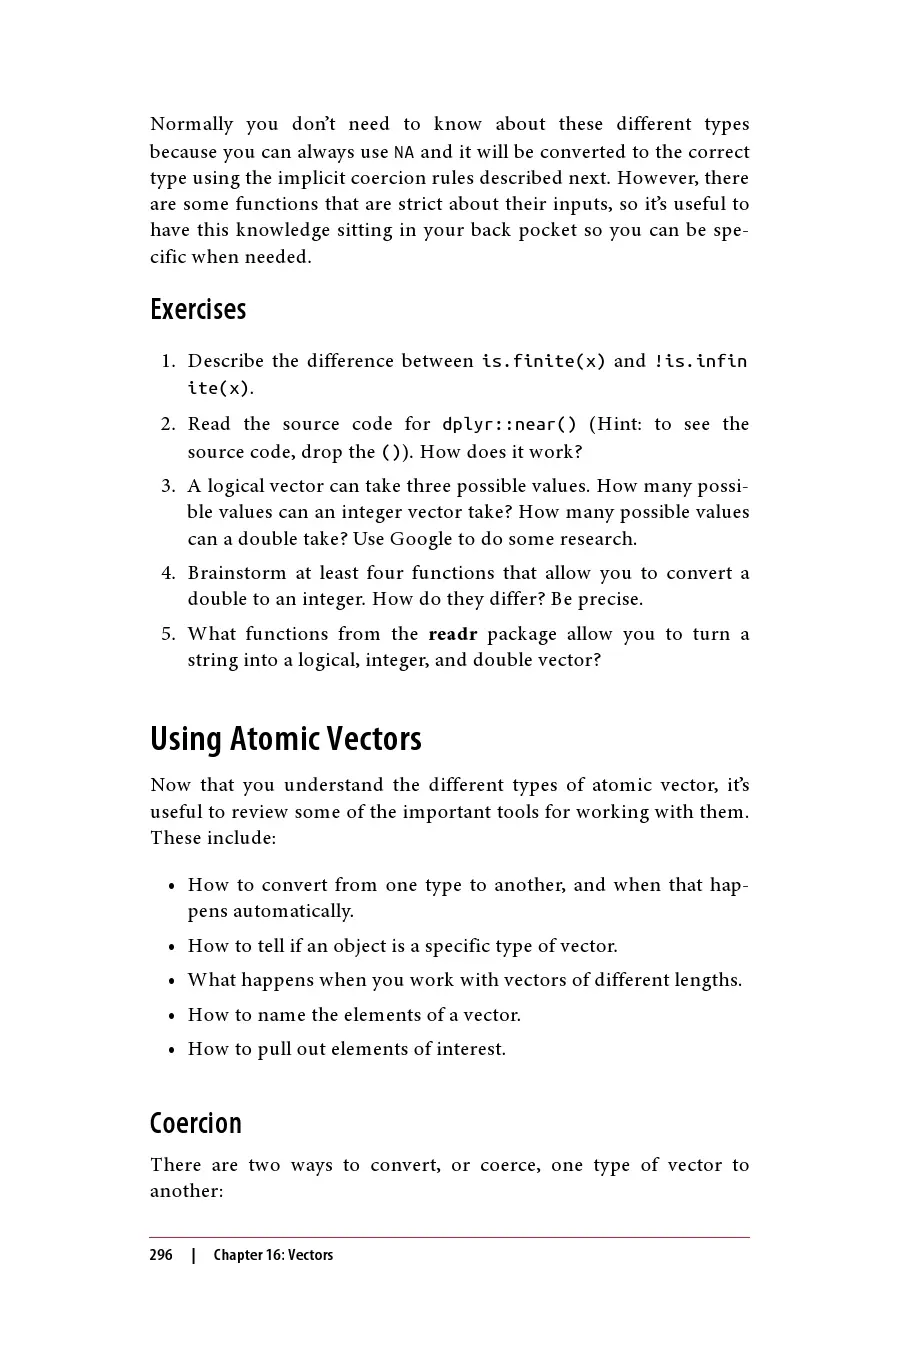 Normally you don’t need to know about these different types
because you can always use NA and it will be converted to the correct
type using the implicit coercion rules described next. However, there
are some functions that are strict about their inputs, so it’s useful to
have this knowledge sitting in your back pocket so you can be spe-
cific when needed.
Exercises
1. Describe the difference between is.finite(x) and !is.infin
ite(x).
2. Read the source code for dplyr::near() (Hint: to see the
source code, drop the ()). How does it work?
3. A logical vector can take three possible values. How many possi-
ble values can an integer vector take? How many possible values
can a double take? Use Google to do some research.
4. Brainstorm at least four functions that allow you to convert a
double to an integer. How do they differ? Be precise.
5. What functions from the readr package allow you to turn a
string into a logical, integer, and double vector?
Using Atomic Vectors
Now that you understand the different types of atomic vector, it’s
useful to review some of the important tools for working with them.
These include:
• How to convert from one type to another, and when that hap-
pens automatically.
• How to tell if an object is a specific type of vector.
• What happens when you work with vectors of different lengths.
• How to name the elements of a vector.
• How to pull out elements of interest.
Coercion
There are two ways to convert, or coerce, one type of vector to
another:
296 | Chapter 16: Vectors